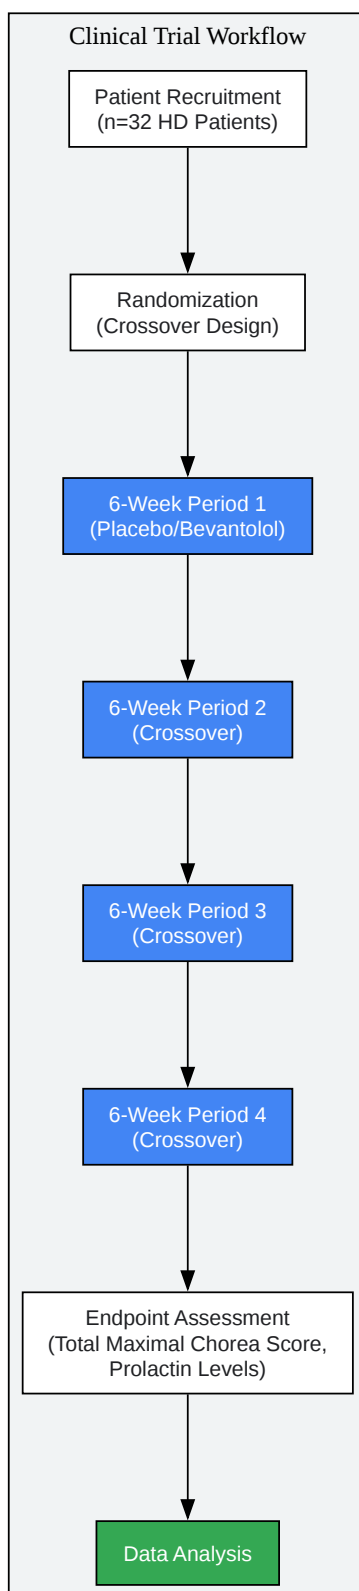 Clinical Trial Workflow
Patient Recruitment
(n=32 HD Patients)
Randomization
(Crossover Design)
6-Week Period 1
(Placebo/Bevantolol)
6-Week Period 2
(Crossover)
6-Week Period 3
(Crossover)
6-Week Period 4
(Crossover)
Endpoint Assessment
(Total Maximal Chorea Score,
Prolactin Levels)
Data Analysis